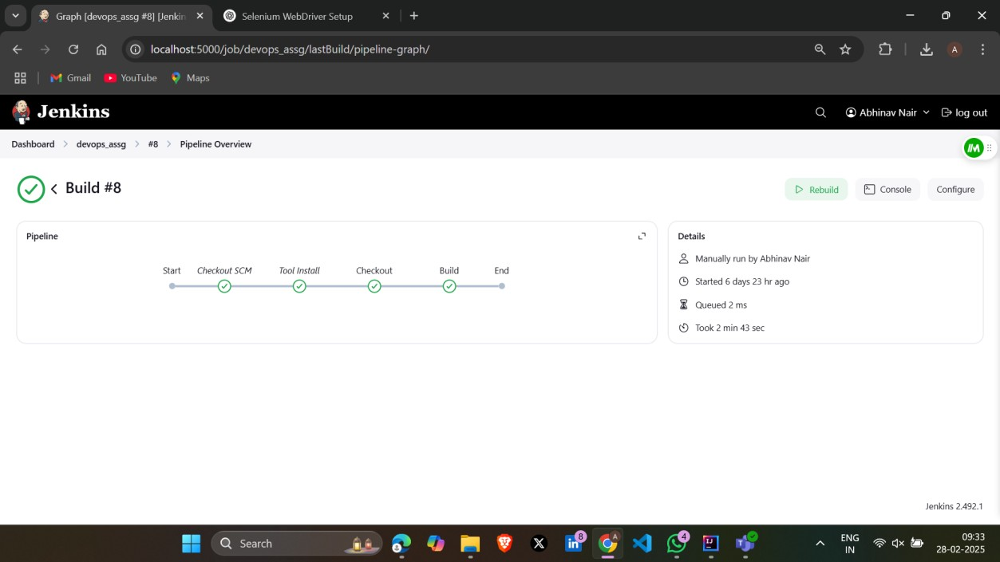 Graph [devops_assg #8] [Jenkin
Selenium WebDriver Setup
localhost:5000/job/devops_assg/lastBuild/pipeline-graph/
A
Gmail
YouTube
Maps
Jenkins
Abhinav Nair
log out
Dashboard
devops_assg
#8
Pipeline Overview
Build #8
Rebuild
Console
Configure
Pipeline
Start
Checkout SCM
Tool Install
Checkout
Build
End
Details
Manually run by Abhinav Nair
Started 6 days 23 hr ago
Queued 2 ms
Took 2 min 43 sec
Jenkins 2.492.1
Search
8
A
4
ENG
IN
09:33
28-02-2025